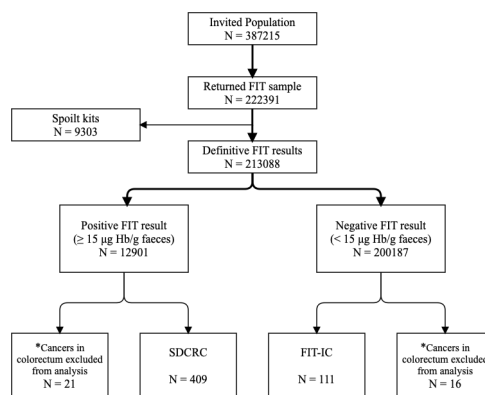 Invited Population
N = 387215
Returned FIT sample
N = 222391
Spoilt kits
N = 9303
Definitive FIT results
N = 213088
Positive FIT result
(≥ 15 µg Hb/g faeces)
N = 12901
Negative FIT result
(< 15 µg Hb/g faeces)
N = 200187
*Cancers in
colorectum excluded
from analysis
N = 21
SDCRC
N = 409
FIT-IC
N = 111
*Cancers in
colorectum excluded
from analysis
N = 16